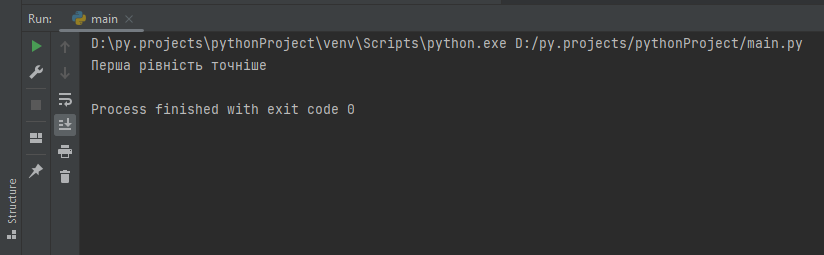 Run: main
D:\py.projects\pythonProject\venv\Scripts\python.exe D:/py.projects/pythonProject/main.py
Перша рівність точніше
Process finished with exit code 0
Structure